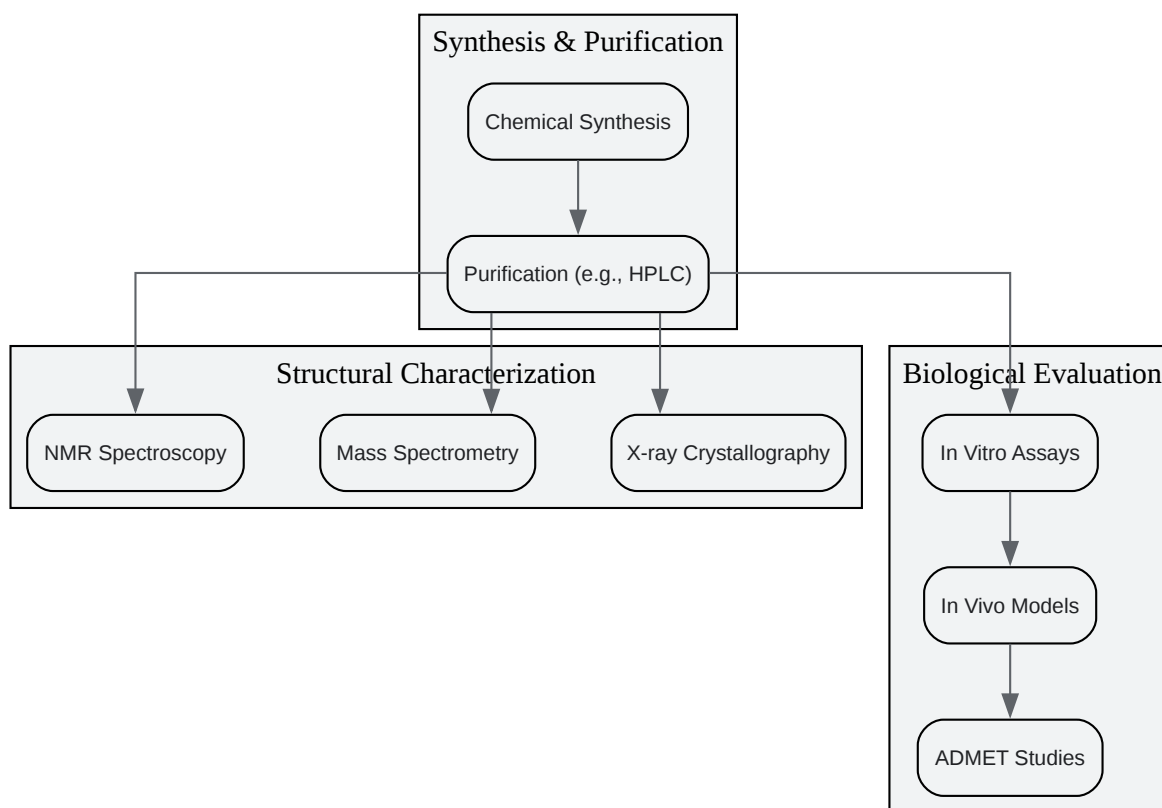 Synthesis & Purification
Chemical Synthesis
Purification (e.g., HPLC)
Structural Characterization
NMR Spectroscopy
Mass Spectrometry
X-ray Crystallography
Biological Evaluation
In Vitro Assays
In Vivo Models
ADMET Studies